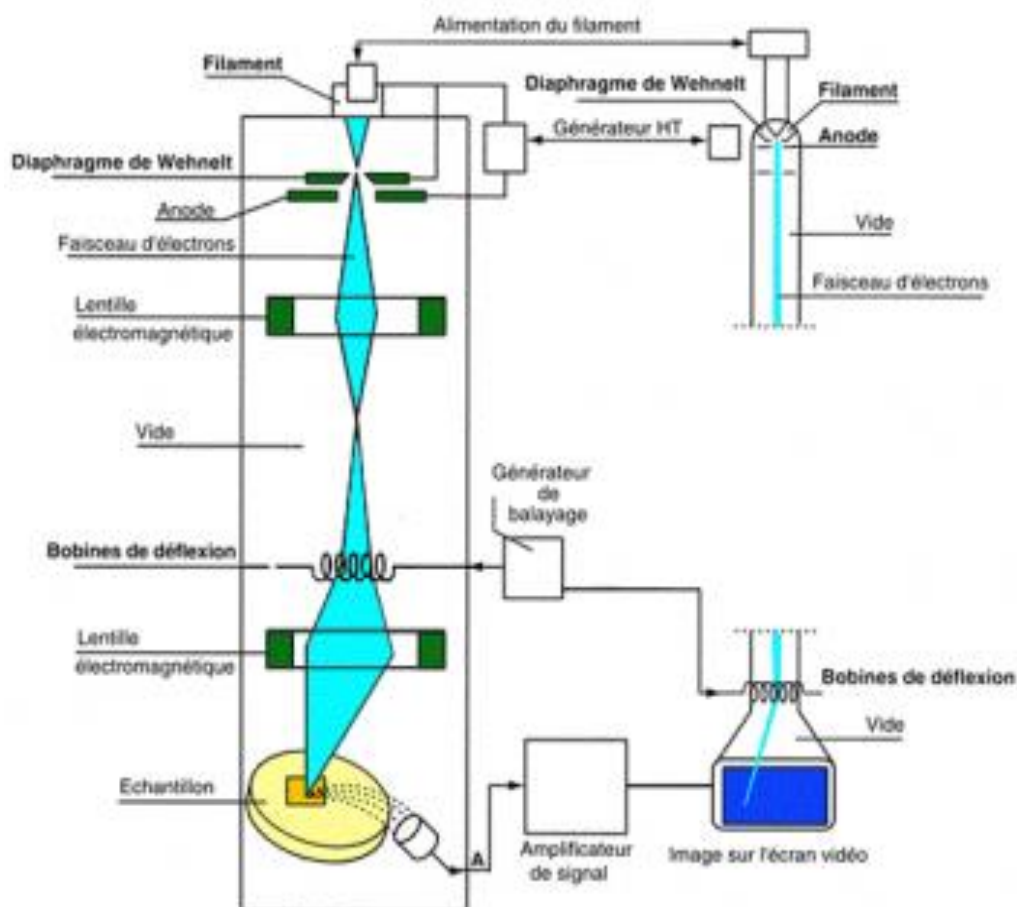 Alimentation du filament
Filament
Diaphragme de Wehnelt
Filament
Générateur HT
Anode
Diaphragme de Wehnelt
Anode
Vide
Faisceau d'électrons
Faisceau d'électrons
Lentille
électromagnétique
Vide
Générateur
de
balayage
Bobines de déflexion
Lentille
électromagnétique
Bobines de déflexion
Vide
Echantillon
A
Amplificateur
de signal
Image sur l'écran vidéo